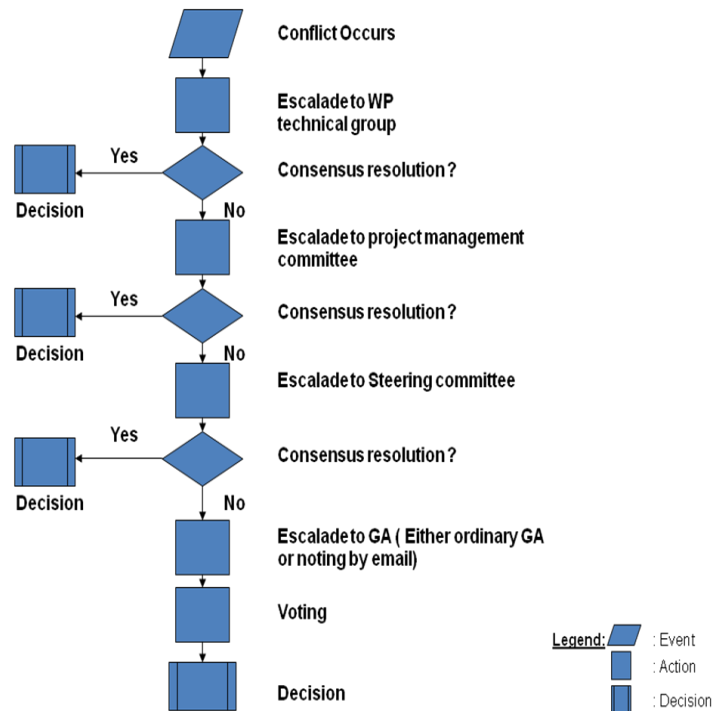 Conflict Occurs
Escalade to WP
technical group
Yes
Consensus resolution ?
Decision
No
Escalade to project management
committee
Yes
Consensus resolution ?
Decision
No
Escalade to Steering committee
Yes
Consensus resolution ?
Decision
No
Escalade to GA ( Either ordinary GA
or noting by email)
Voting
Decision
Legend:
: Event
: Action
: Decision